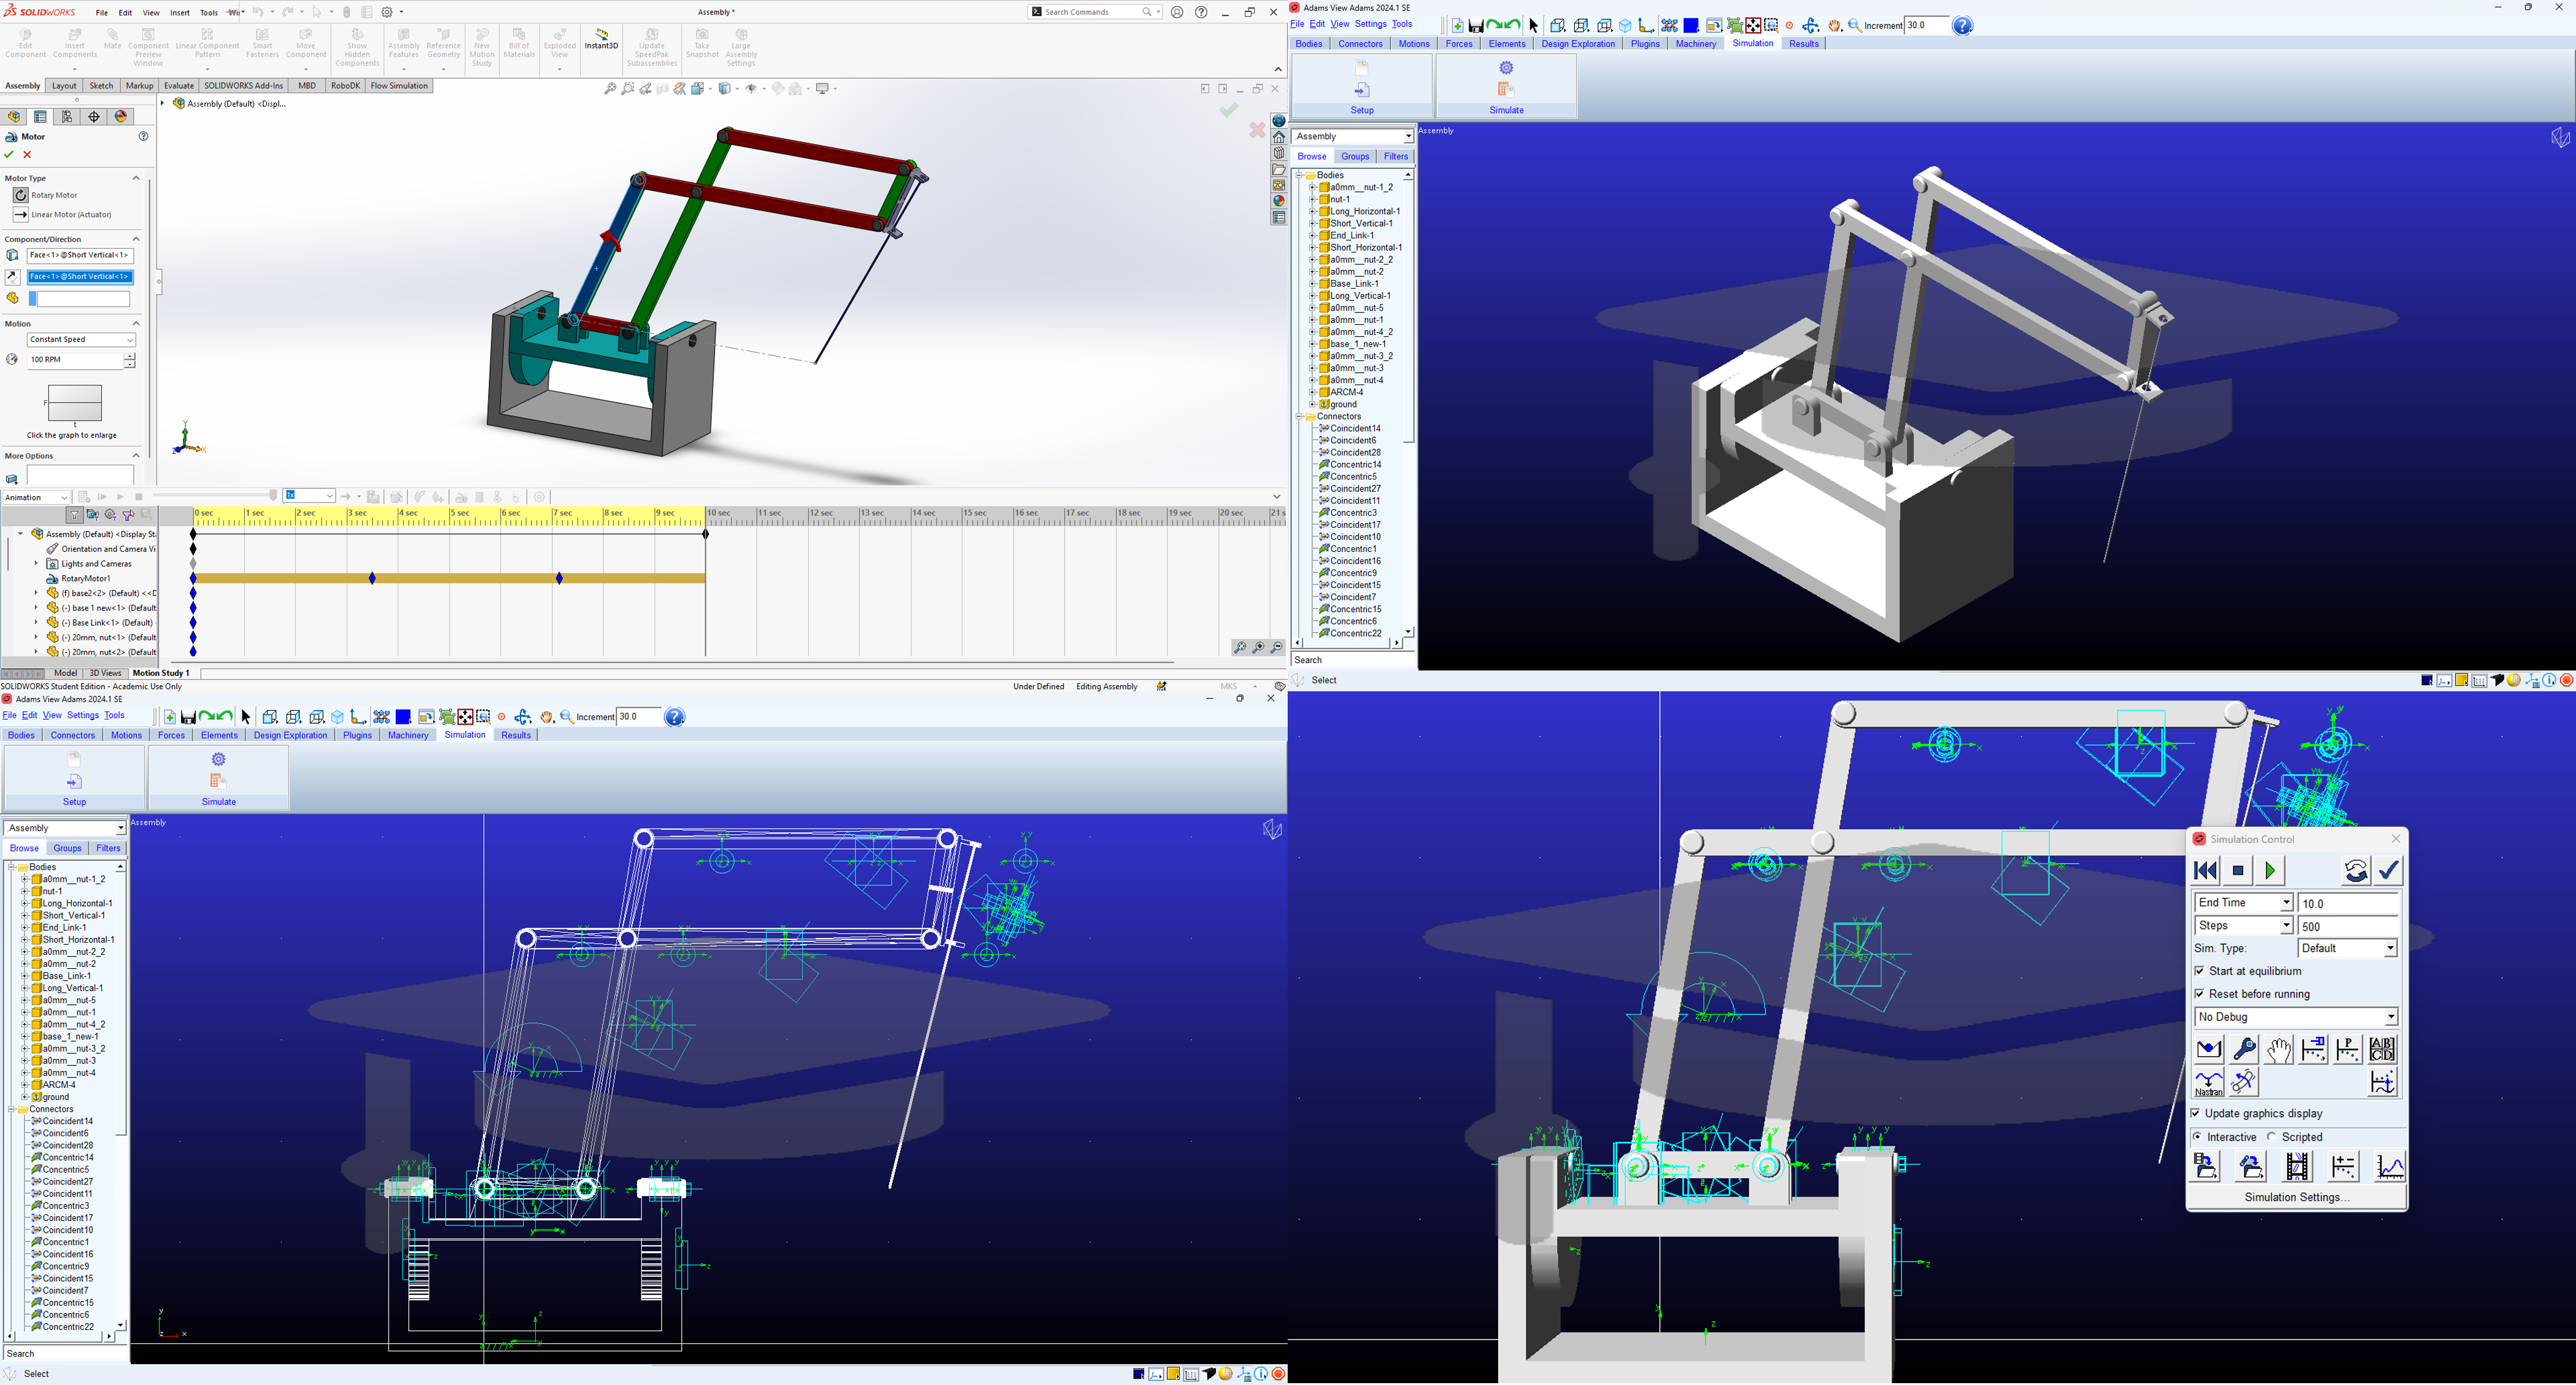 SOLIDWORKS File Edit View Insert Tools Assembly * Search Commands
Edit Component Insert Components Mate Component Preview Window Linear Component Pattern Smart Fasteners Move Component Show Hidden Components Assembly Features Reference Geometry New Motion Study Bill of Materials Exploded View Instant3D Update SpeedPak Subassemblies Take Snapshot Large Assembly Settings
Assembly Layout Sketch Markup Evaluate SOLIDWORKS Add-Ins MBD RoboDK Flow Simulation
Assembly (Default) <Displ...
Motor
Motor Type
Rotary Motor
Linear Motor (Actuator)
Component/Direction
Face<1>@Short Vertical<1>
Face<1>@Short Vertical<1>
Motion
Constant Speed
100 RPM
F
t
Click the graph to enlarge
More Options
Y
Animation 1x
0 sec 1 sec 2 sec 3 sec 4 sec 5 sec 6 sec 7 sec 8 sec 9 sec 10 sec 11 sec 12 sec 13 sec 14 sec 15 sec 16 sec 17 sec 18 sec 19 sec 20 sec 21 s
Assembly (Default) <Display Sta
Orientation and Camera Vi
Lights and Cameras
RotaryMotor1
(f) base2<2> (Default) <<D
(-) base 1 new<1> (Default
(-) Base Link<1> (Default)
(-) 20mm, nut<1> (Default
(-) 20mm, nut<2> (Default
Model 3D Views Motion Study 1
SOLIDWORKS Student Edition - Academic Use Only Under Defined Editing Assembly MKS
Adams View Adams 2024.1 SE
File Edit View Settings Tools Increment 30.0
Bodies Connectors Motions Forces Elements Design Exploration Plugins Machinery Simulation Results
Setup Simulate
.Assembly
Assembly
Browse Groups Filters
Bodies
a0mm__nut-1_2
nut-1
Long_Horizontal-1
Short_Vertical-1
End_Link-1
Short_Horizontal-1
a0mm__nut-2_2
a0mm__nut-2
Base_Link-1
Long_Vertical-1
a0mm__nut-5
a0mm__nut-1
a0mm__nut-4_2
base_1_new-1
a0mm__nut-3_2
a0mm__nut-3
a0mm__nut-4
ARCM-4
ground
Connectors
Coincident14
Coincident6
Coincident28
Concentric14
Concentric5
Coincident27
Coincident11
Concentric3
Coincident17
Coincident10
Concentric1
Coincident16
Concentric9
Coincident15
Coincident7
Concentric15
Concentric6
Concentric22
Search
Select
Adams View Adams 2024.1 SE
File Edit View Settings Tools Increment 30.0
Bodies Connectors Motions Forces Elements Design Exploration Plugins Machinery Simulation Results
Setup Simulate
.Assembly
Assembly
Browse Groups Filters
Bodies
a0mm__nut-1_2
nut-1
Long_Horizontal-1
Short_Vertical-1
End_Link-1
Short_Horizontal-1
a0mm__nut-2_2
a0mm__nut-2
Base_Link-1
Long_Vertical-1
a0mm__nut-5
a0mm__nut-1
a0mm__nut-4_2
base_1_new-1
a0mm__nut-3_2
a0mm__nut-3
a0mm__nut-4
ARCM-4
ground
Connectors
Coincident14
Coincident6
Coincident28
Concentric14
Concentric5
Coincident27
Coincident11
Concentric3
Coincident17
Coincident10
Concentric1
Coincident16
Concentric9
Coincident15
Coincident7
Concentric15
Concentric6
Concentric22
Search
Select
Simulation Control
End Time 10.0
Steps 500
Sim. Type: Default
Start at equilibrium
Reset before running
No Debug
P
Nastran
Update graphics display
Interactive Scripted
Simulation Settings...